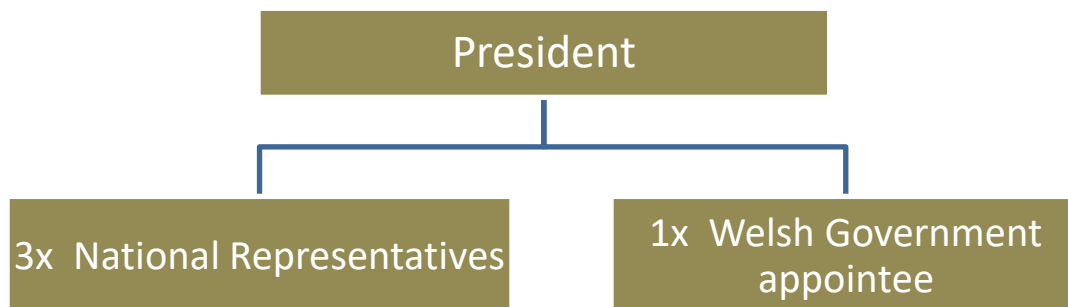 President
3x  National Representatives
1x  Welsh Government
appointee